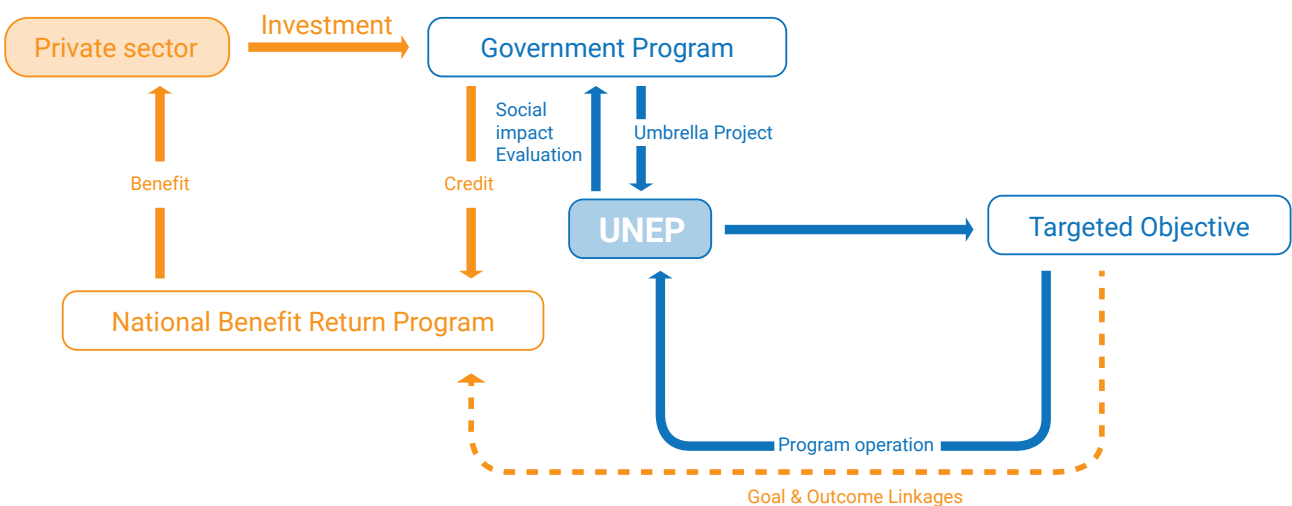 Investment
Private sector
Government Program
Social
impact
Evaluation
Umbrella Project
Benefit
Credit
UNEP
Targeted Objective
National Benefit Return Program
Program operation
Goal & Outcome Linkages